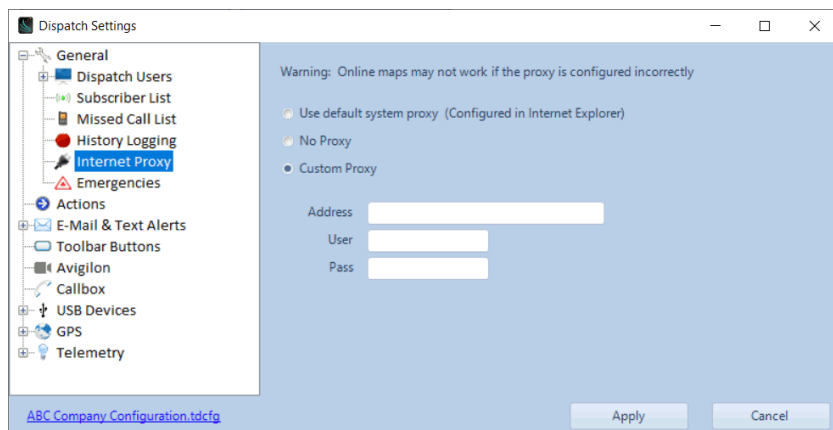 Dispatch Settings
General
Dispatch Users
Subscriber List
Missed Call List
History Logging
Internet Proxy
Emergencies
Actions
E-Mail & Text Alerts
Toolbar Buttons
Avigilon
Callbox
USB Devices
GPS
Telemetry
ABC Company Configuration.tdcfg
Warning:  Online maps may not work if the proxy is configured incorrectly
Use default system proxy  (Configured in Internet Explorer)
No Proxy
Custom Proxy
Address
User
Pass
Apply
Cancel